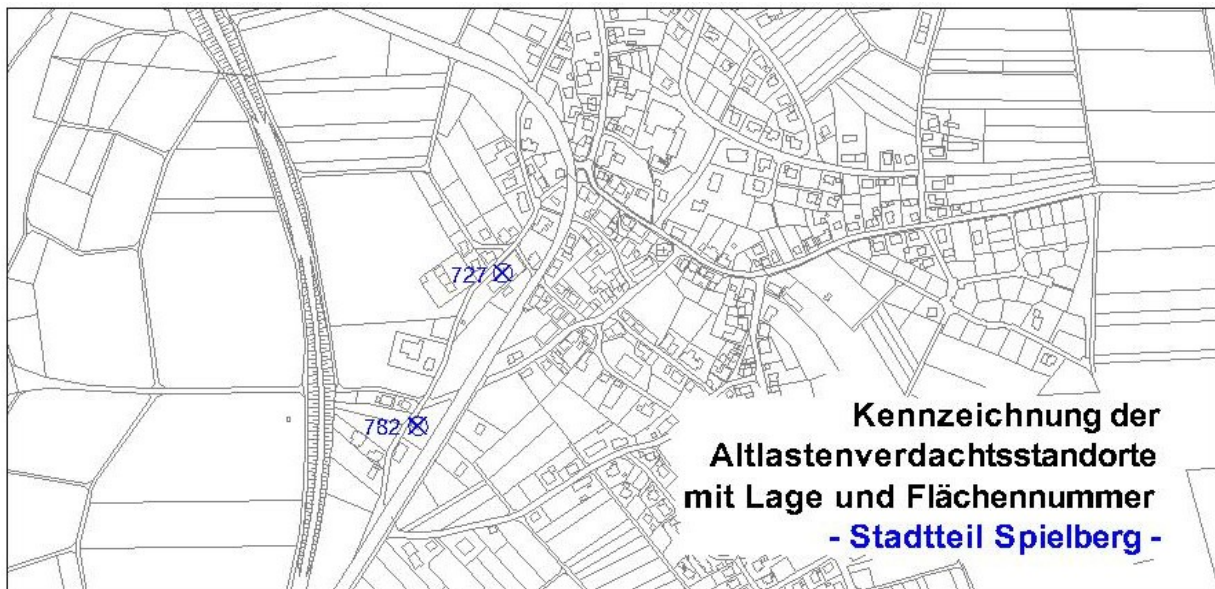 727
782
Kennzeichnung der
Altlastenverdachtsstandorte
mit Lage und Flächennummer
- Stadtteil Spielberg -